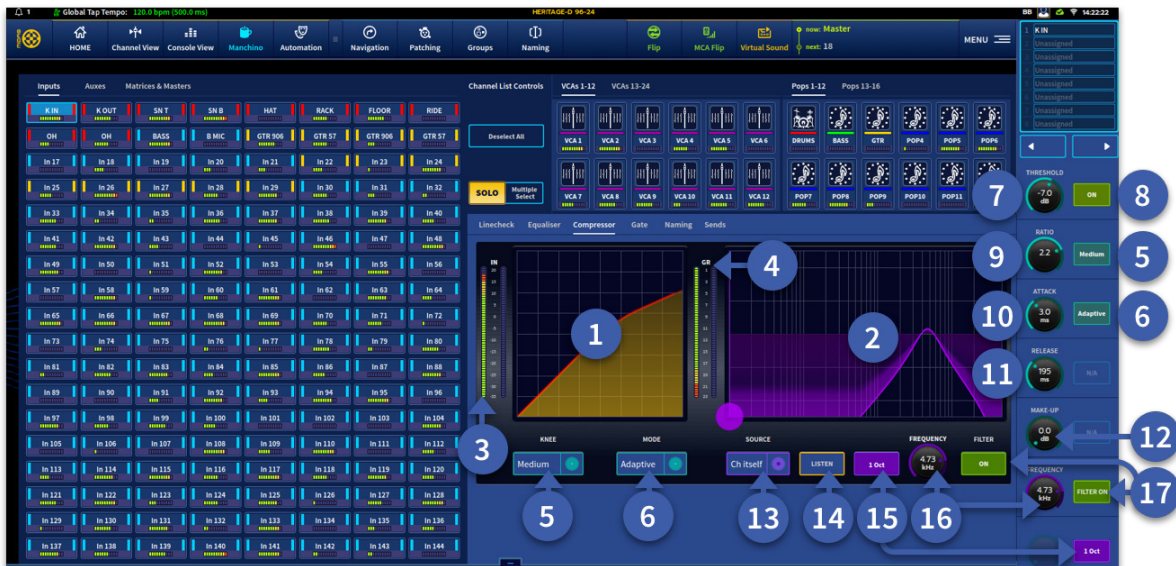 1 Global Tap Tempo: 120.0 bpm (500.0 ms) HERITAGE-D 96-24 BB 14:22:22
HOME Channel View Console View Manchino Automation Navigation Patching Groups Naming Flip MCA Flip Virtual Sound now: Master next: 18 MENU
1 K IN
Unassigned
Unassigned
Unassigned
Unassigned
Unassigned
Unassigned
Unassigned
Inputs Auxes Matrices & Masters Channel List Controls VCAs 1-12 VCAs 13-24 Pops 1-12 Pops 13-16
K IN K OUT SN T SN B HAT RACK FLOOR RIDE
OH OH BASS B MIC GTR 906 GTR 57 GTR 906 GTR 57
Deselect All
VCA 1 VCA 2 VCA 3 VCA 4 VCA 5 VCA 6 DRUMS BASS GTR POP4 POP5 POP6
In 17 In 18 In 19 In 20 In 21 In 22 In 23 In 24
In 25 In 26 In 27 In 28 In 29 In 30 In 31 In 32
SOLO Multiple Select
VCA 7 VCA 8 VCA 9 VCA 10 VCA 11 VCA 12 POP7 POP8 POP9 POP10 POP11
THRESHOLD
7 -7.0 dB ON 8
In 33 In 34 In 35 In 36 In 37 In 38 In 39 In 40
Linecheck Equaliser Compressor Gate Naming Sends
RATIO
In 41 In 42 In 43 In 44 In 45 In 46 In 47 In 48
9 2.2 Medium 5
In 49 In 50 In 51 In 52 In 53 In 54 In 55 In 56
IN GR 4
In 57 In 58 In 59 In 60 In 61 In 62 In 63 In 64
ATTACK
10 3.0 ms Adaptive 6
In 65 In 66 In 67 In 68 In 69 In 70 In 71 In 72
1 2
In 73 In 74 In 75 In 76 In 77 In 78 In 79 In 80
RELEASE
11 195 ms N/A
In 81 In 82 In 83 In 84 In 85 In 86 In 87 In 88
In 89 In 90 In 91 In 92 In 93 In 94 In 95 In 96
In 97 In 98 In 99 In 100 In 101 In 102 In 103 In 104
MAKE-UP
0.0 dB N/A 12
In 105 In 106 In 107 In 108 In 109 In 110 In 111 In 112
3 KNEE MODE SOURCE FREQUENCY FILTER
In 113 In 114 In 115 In 116 In 117 In 118 In 119 In 120
Medium Adaptive Ch itself LISTEN 1 Oct 4.73 kHz ON
FREQUENCY
4.73 kHz FILTER ON 17
In 121 In 122 In 123 In 124 In 125 In 126 In 127 In 128
5 6 13 14 15 16
In 129 In 130 In 131 In 132 In 133 In 134 In 135 In 136
In 137 In 138 In 139 In 140 In 141 In 142 In 143 In 144
1 Oct